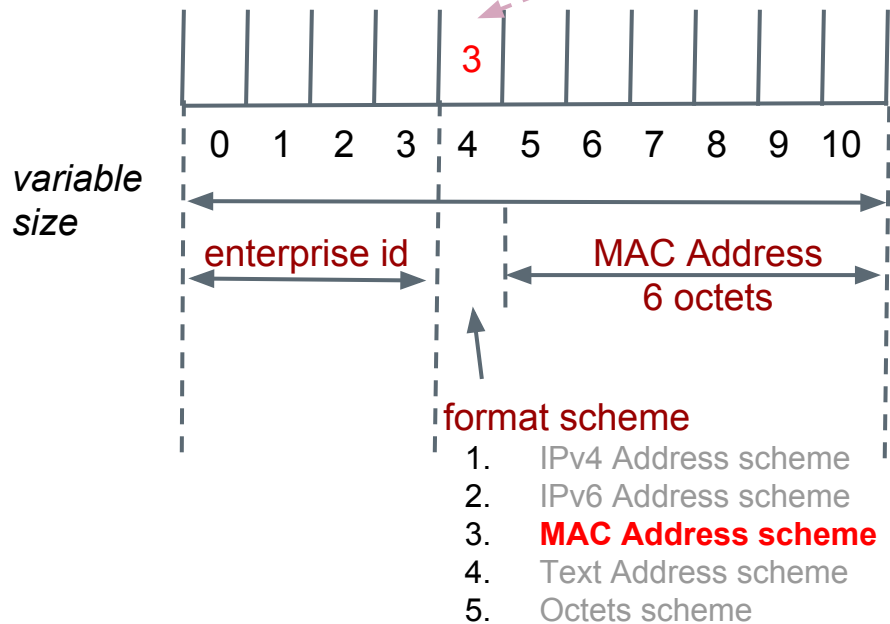 3
0 1 2 3 4 5 6 7 8 9 10
variable
size
enterprise id
MAC Address
6 octets
format scheme
1. IPv4 Address scheme
2. IPv6 Address scheme
3. MAC Address scheme
4. Text Address scheme
5. Octets scheme